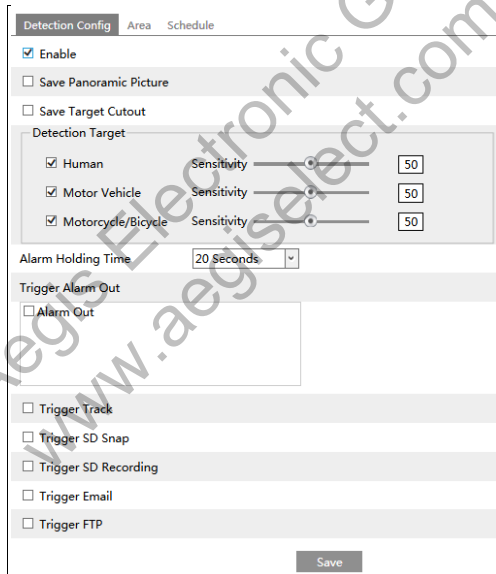 Detection Config Area Schedule
Enable
Save Panoramic Picture
Save Target Cutout
Detection Target
Human Sensitivity 50
Motor Vehicle Sensitivity 50
Motorcycle/Bicycle Sensitivity 50
Alarm Holding Time 20 Seconds
Trigger Alarm Out
Alarm Out
Trigger Track
Trigger SD Snap
Trigger SD Recording
Trigger Email
Trigger FTP
Save
Aegis Electronic G
www.aegiselect.com